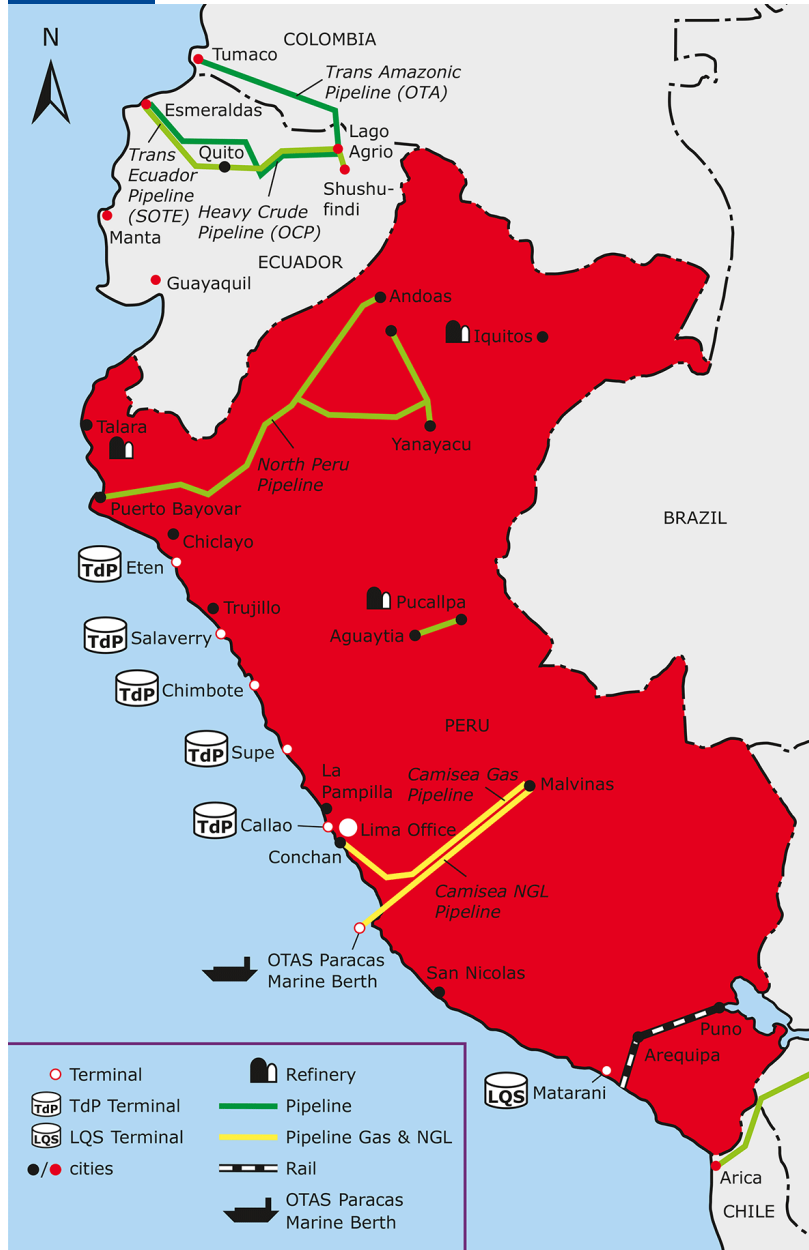 N
COLOMBIA
Tumaco
Trans Amazonic
Pipeline (OTA)
Esmeraldas
Lago
Agrio
Quito
Trans
Ecuador
Pipeline
(SOTE)
Shushu-
findi
Heavy Crude
Pipeline (OCP)
Manta
ECUADOR
Guayaquil
Andoas
Iquitos
Talara
Yanayacu
North Peru
Pipeline
Puerto Bayovar
BRAZIL
Chiclayo
TdP Eten
Trujillo
Pucallpa
TdP Salaverry
Aguaytia
TdP Chimbote
PERU
TdP Supe
La
Pampilla
Camisea Gas
Pipeline
Malvinas
TdP Callao
Lima Office
Conchan
Camisea NGL
Pipeline
OTAS Paracas
Marine Berth
San Nicolas
Puno
Arequipa
LQS Matarani
Arica
CHILE
Terminal
TdP TdP Terminal
LQS LQS Terminal
/ cities
Refinery
Pipeline
Pipeline Gas & NGL
Rail
OTAS Paracas
Marine Berth